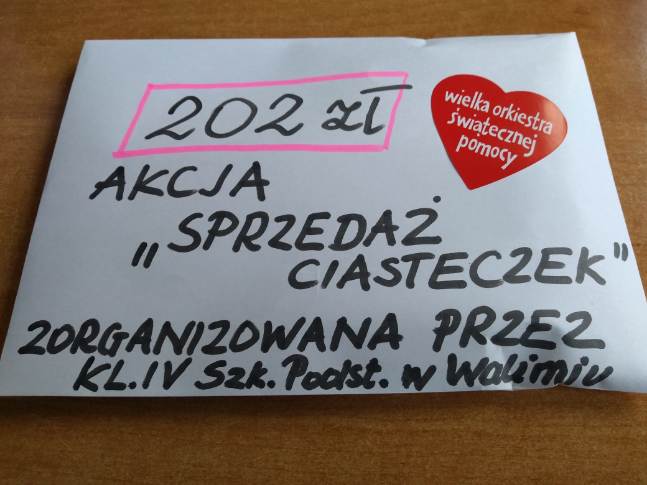 202 zł
wielka orkiestra
świątecznej
pomocy
AKCJA
„SPRZEDAŻ
CIASTECZEK"
ZORGANIZOWANA PRZEZ
KL.IV Szk. Podst. w Walimiu